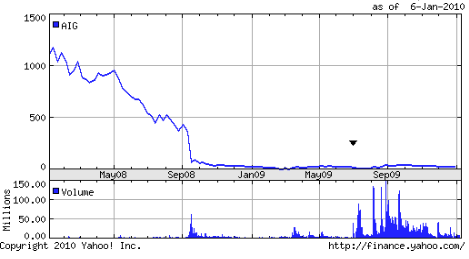 as of 6-Jan-2010
1500
AIG
1000
500
0
May08 Sep08 Jan09 May09 Sep09
150.00
Volume
100.00
50.00
0.00
Millions
Copyright 2010 Yahoo! Inc. http://finance.yahoo.com/